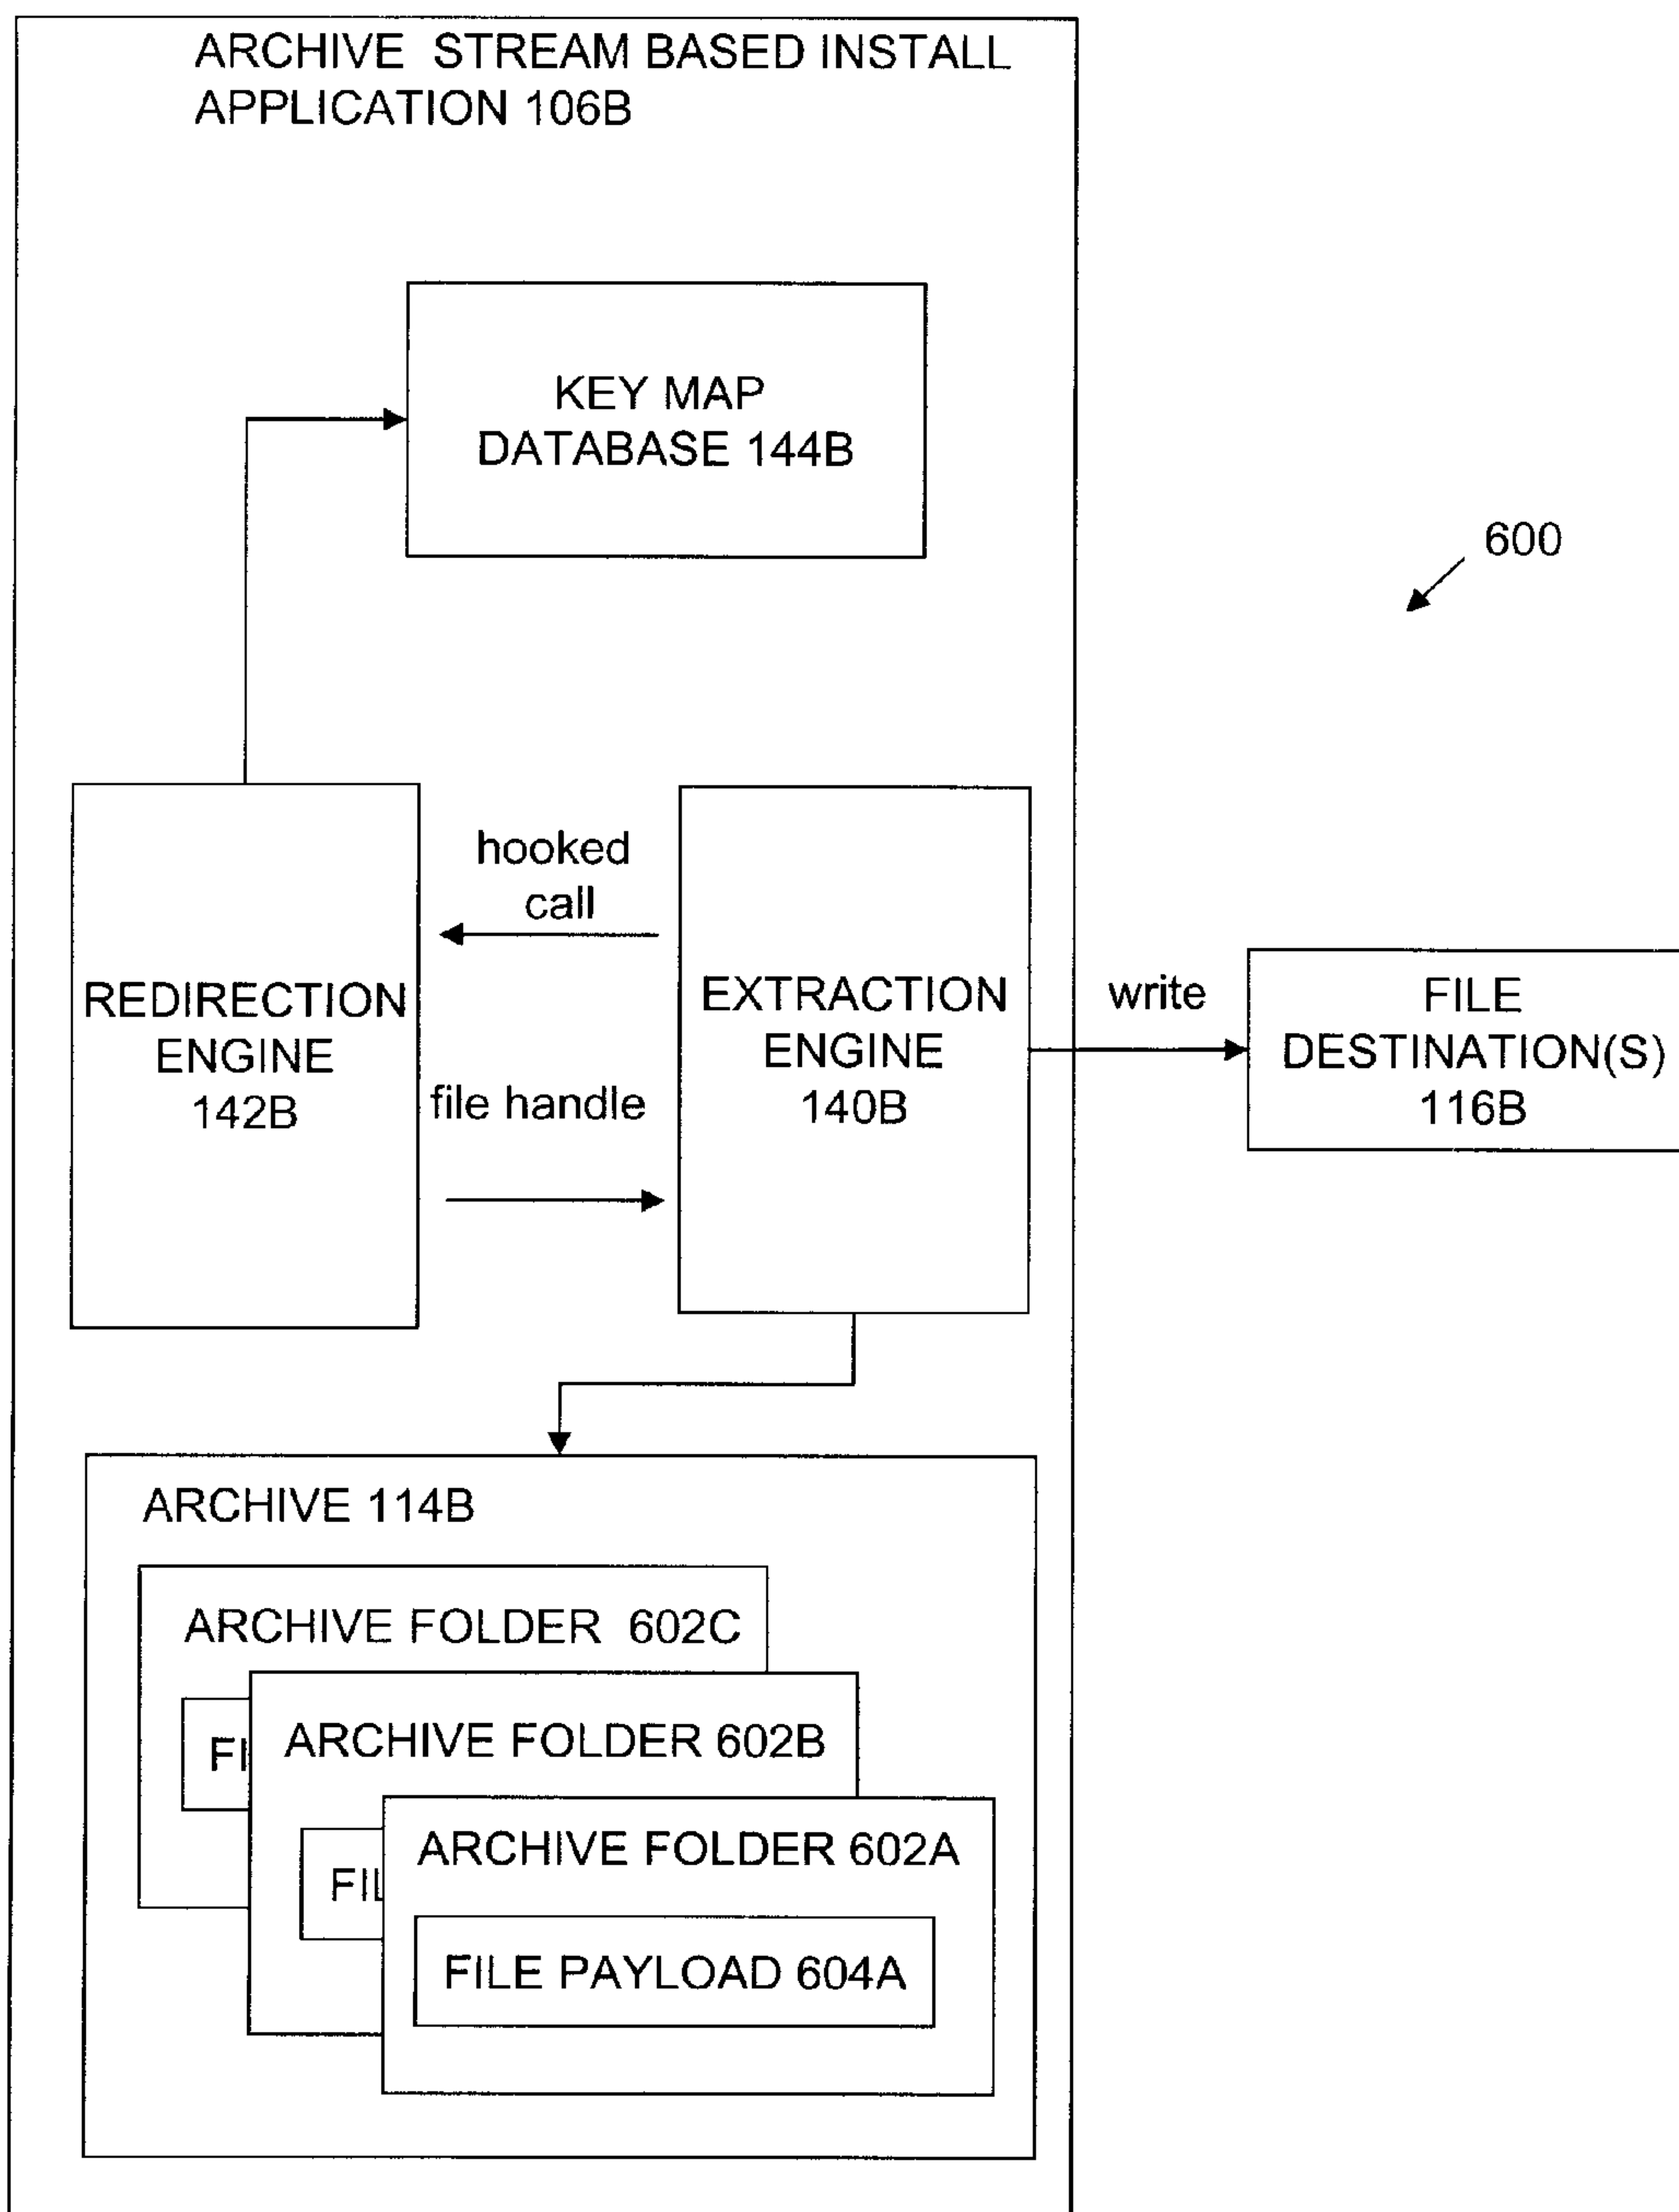 ARCHIVE STREAM BASED INSTALL
APPLICATION 106B
KEY MAP
DATABASE 144B
600
hooked
call
REDIRECTION
ENGINE
142B
EXTRACTION
ENGINE
140B
write
FILE
DESTINATION(S)
116B
file handle
ARCHIVE 114B
ARCHIVE FOLDER 602C
FI
ARCHIVE FOLDER 602B
FIL
ARCHIVE FOLDER 602A
FILE PAYLOAD 604A